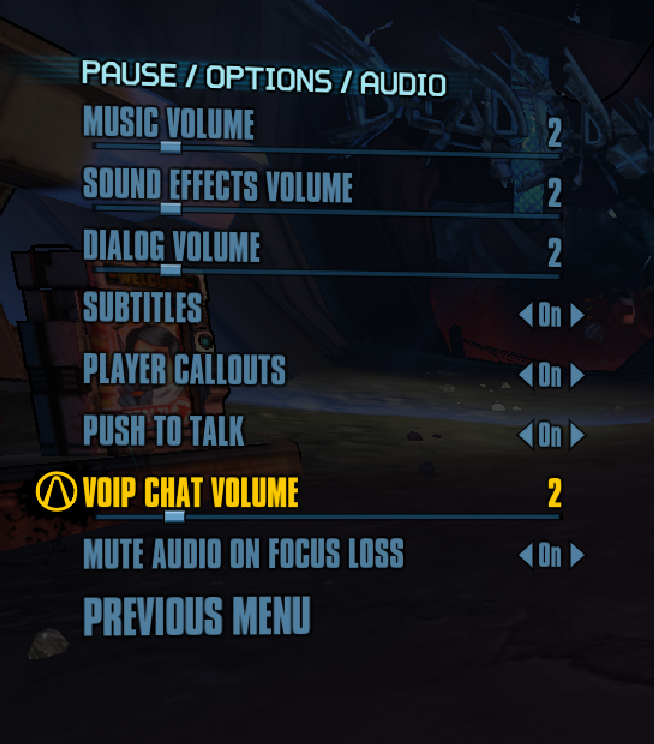 PAUSE / OPTIONS / AUDIO
MUSIC VOLUME 2
SOUND EFFECTS VOLUME 2
DIALOG VOLUME 2
SUBTITLES On
PLAYER CALLOUTS On
PUSH TO TALK On
VOIP CHAT VOLUME 2
MUTE AUDIO ON FOCUS LOSS On
PREVIOUS MENU